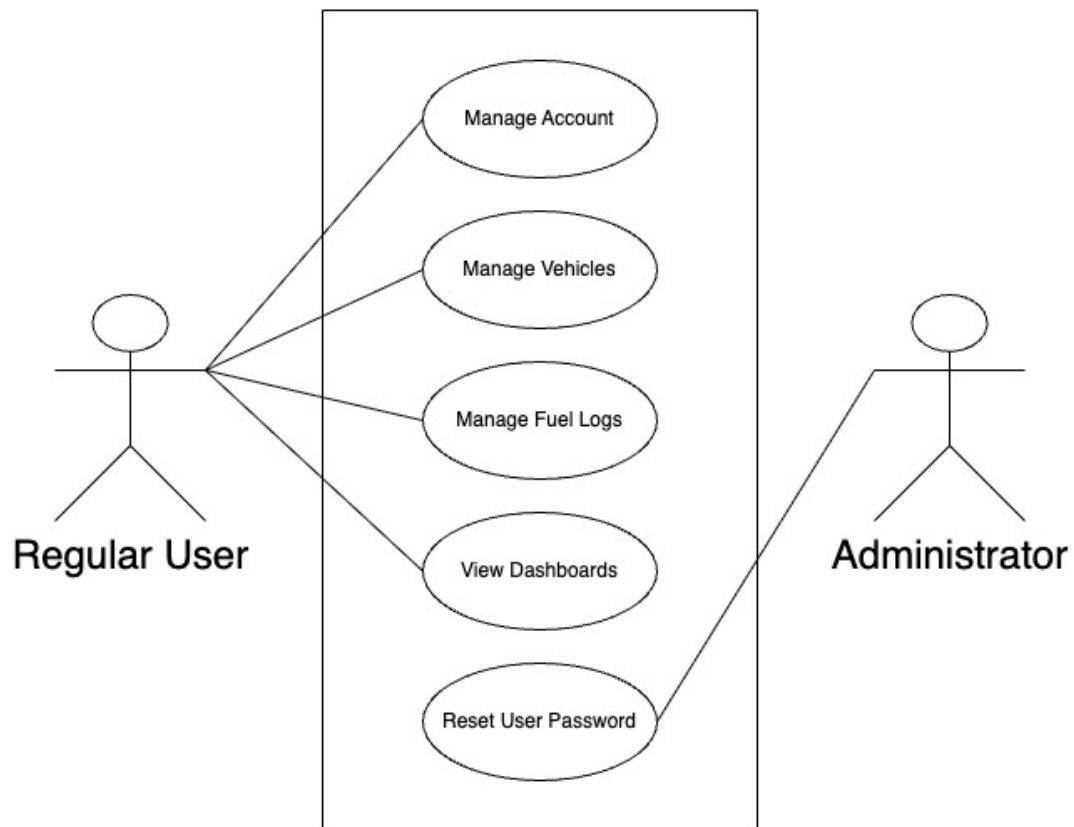 Manage Account
Manage Vehicles
Manage Fuel Logs
Regular User
View Dashboards
Administrator
Reset User Password